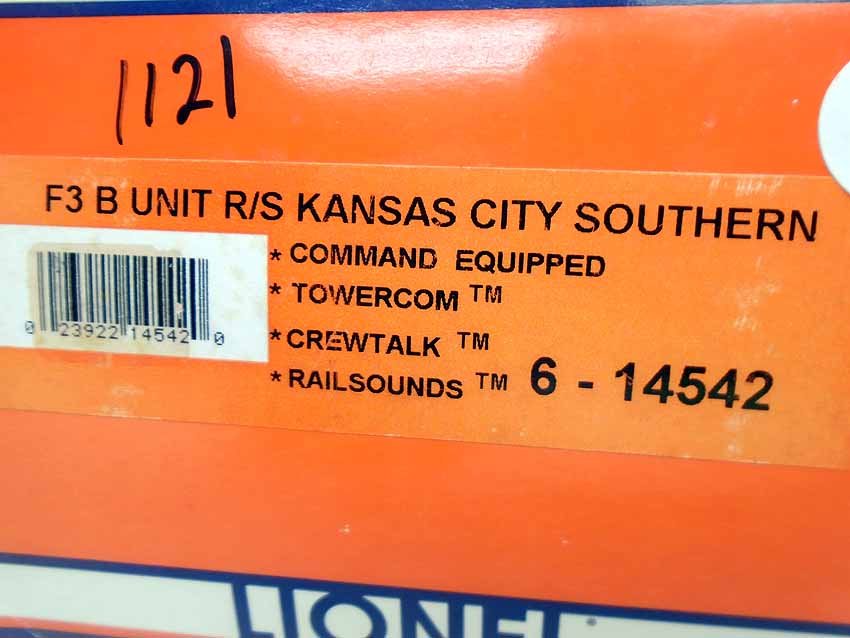 1121
F3 B UNIT R/S KANSAS CITY SOUTHERN
* COMMAND EQUIPPED
* TOWERCOM ™
* CREWTALK ™
* RAILSOUNDS ™ 6 - 14542
0 23922 14542 0
LIONEL